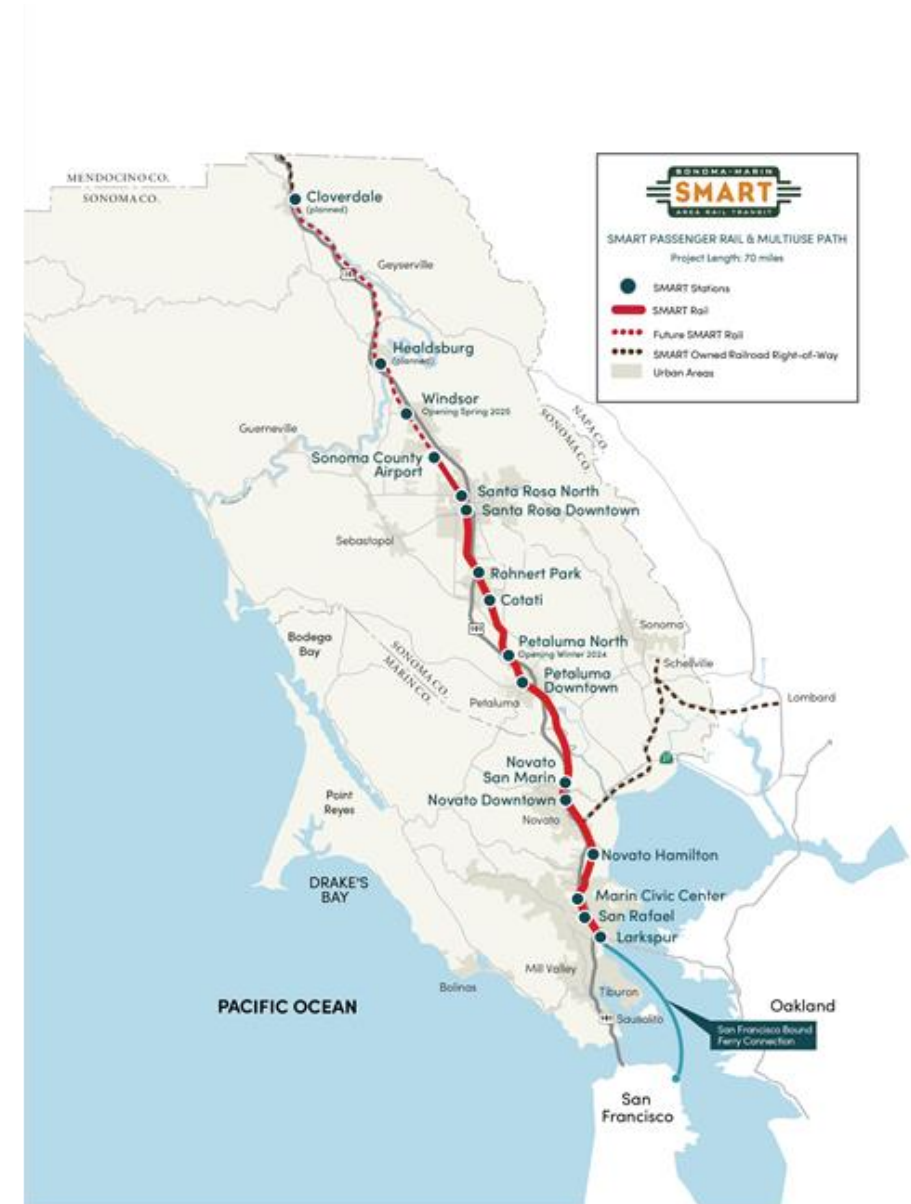 MENDOCINO CO.
SONOMA CO.
Cloverdale
(planned)
Geyserville
101
Healdsburg
(planned)
Windsor
Opening Spring 2025
Guerneville
Sonoma County
Airport
Santa Rosa North
Santa Rosa Downtown
Sebastopol
Rohnert Park
Cotati
101
Petaluma North
Opening Winter 2024
Petaluma
Downtown
Petaluma
SONOMA CO.
MARIN CO.
NAPA CO.
SONOMA CO.
Sonoma
Schellville
Lombard
37
Bodega
Bay
Novato
San Marin
Novato Downtown
Novato
Novato Hamilton
Point
Reyes
DRAKE'S
BAY
Marin Civic Center
San Rafael
Larkspur
Mill Valley
Bolinas
Tiburon
101
Sausalito
PACIFIC OCEAN
Oakland
San Francisco Bound
Ferry Connection
San
Francisco
SONOMA-MARIN
SMART
AREA RAIL TRANSIT
SMART PASSENGER RAIL & MULTIUSE PATH
Project Length: 70 miles
SMART Stations
SMART Rail
Future SMART Rail
SMART Owned Railroad Right-of-Way
Urban Areas